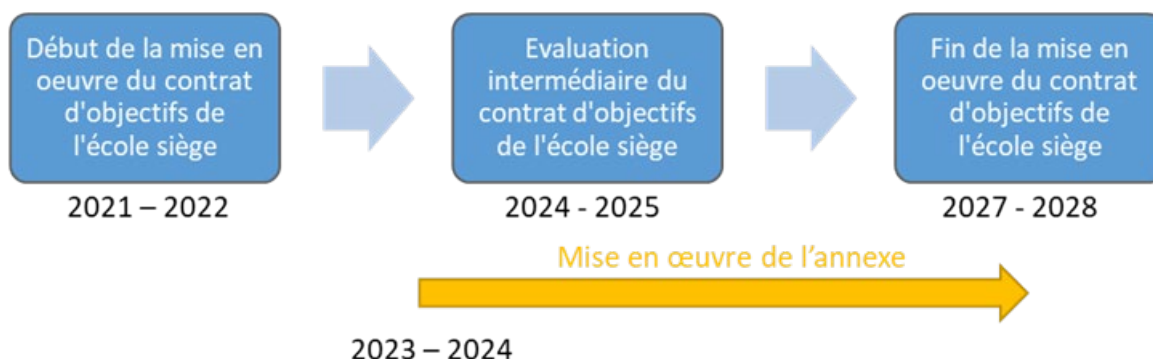 Début de la mise en
oeuvre du contrat
d'objectifs de
l'école siège
2021 – 2022
Evaluation
intermédiaire du
contrat d'objectifs
de l'école siège
2024 - 2025
Fin de la mise en
oeuvre du contrat
d'objectifs de
l'école siège
2027 - 2028
Mise en œuvre de l'annexe
2023 – 2024